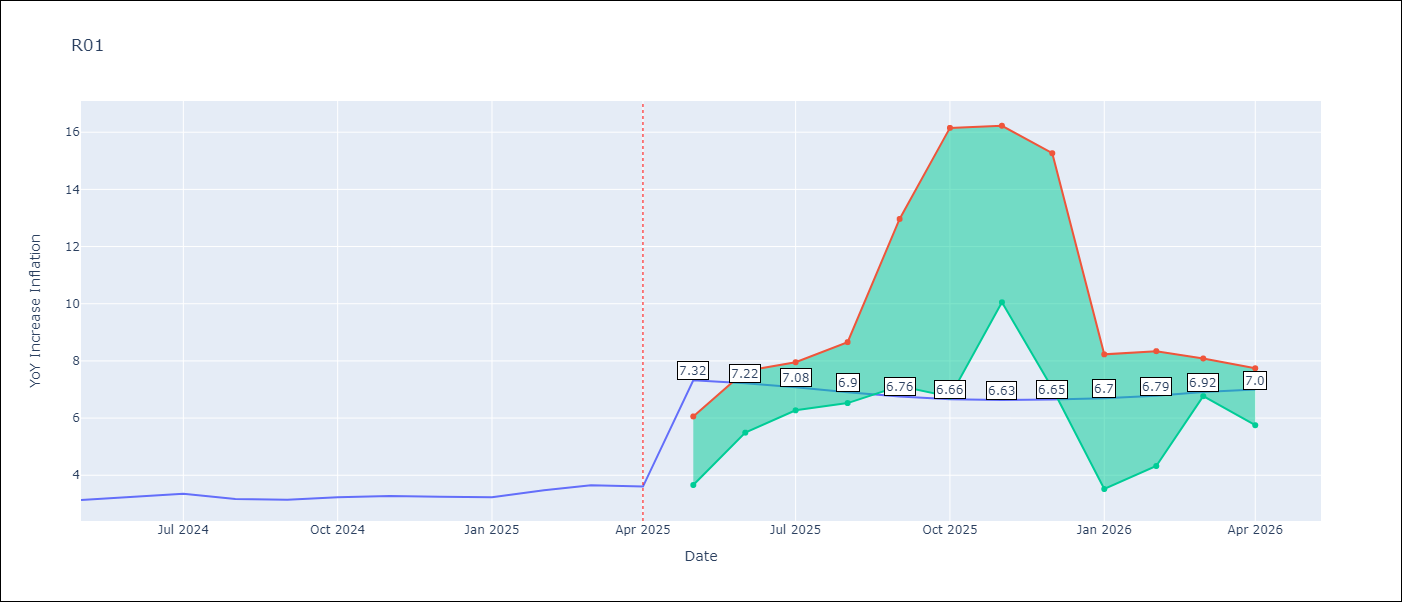 R01
YoY Increase Inflation
16
14
12
10
8
6
4
7.32
7.22
7.08
6.9
6.76
6.66
6.63
6.65
6.7
6.79
6.92
7.0
Jul 2024
Oct 2024
Jan 2025
Apr 2025
Jul 2025
Oct 2025
Jan 2026
Apr 2026
Date